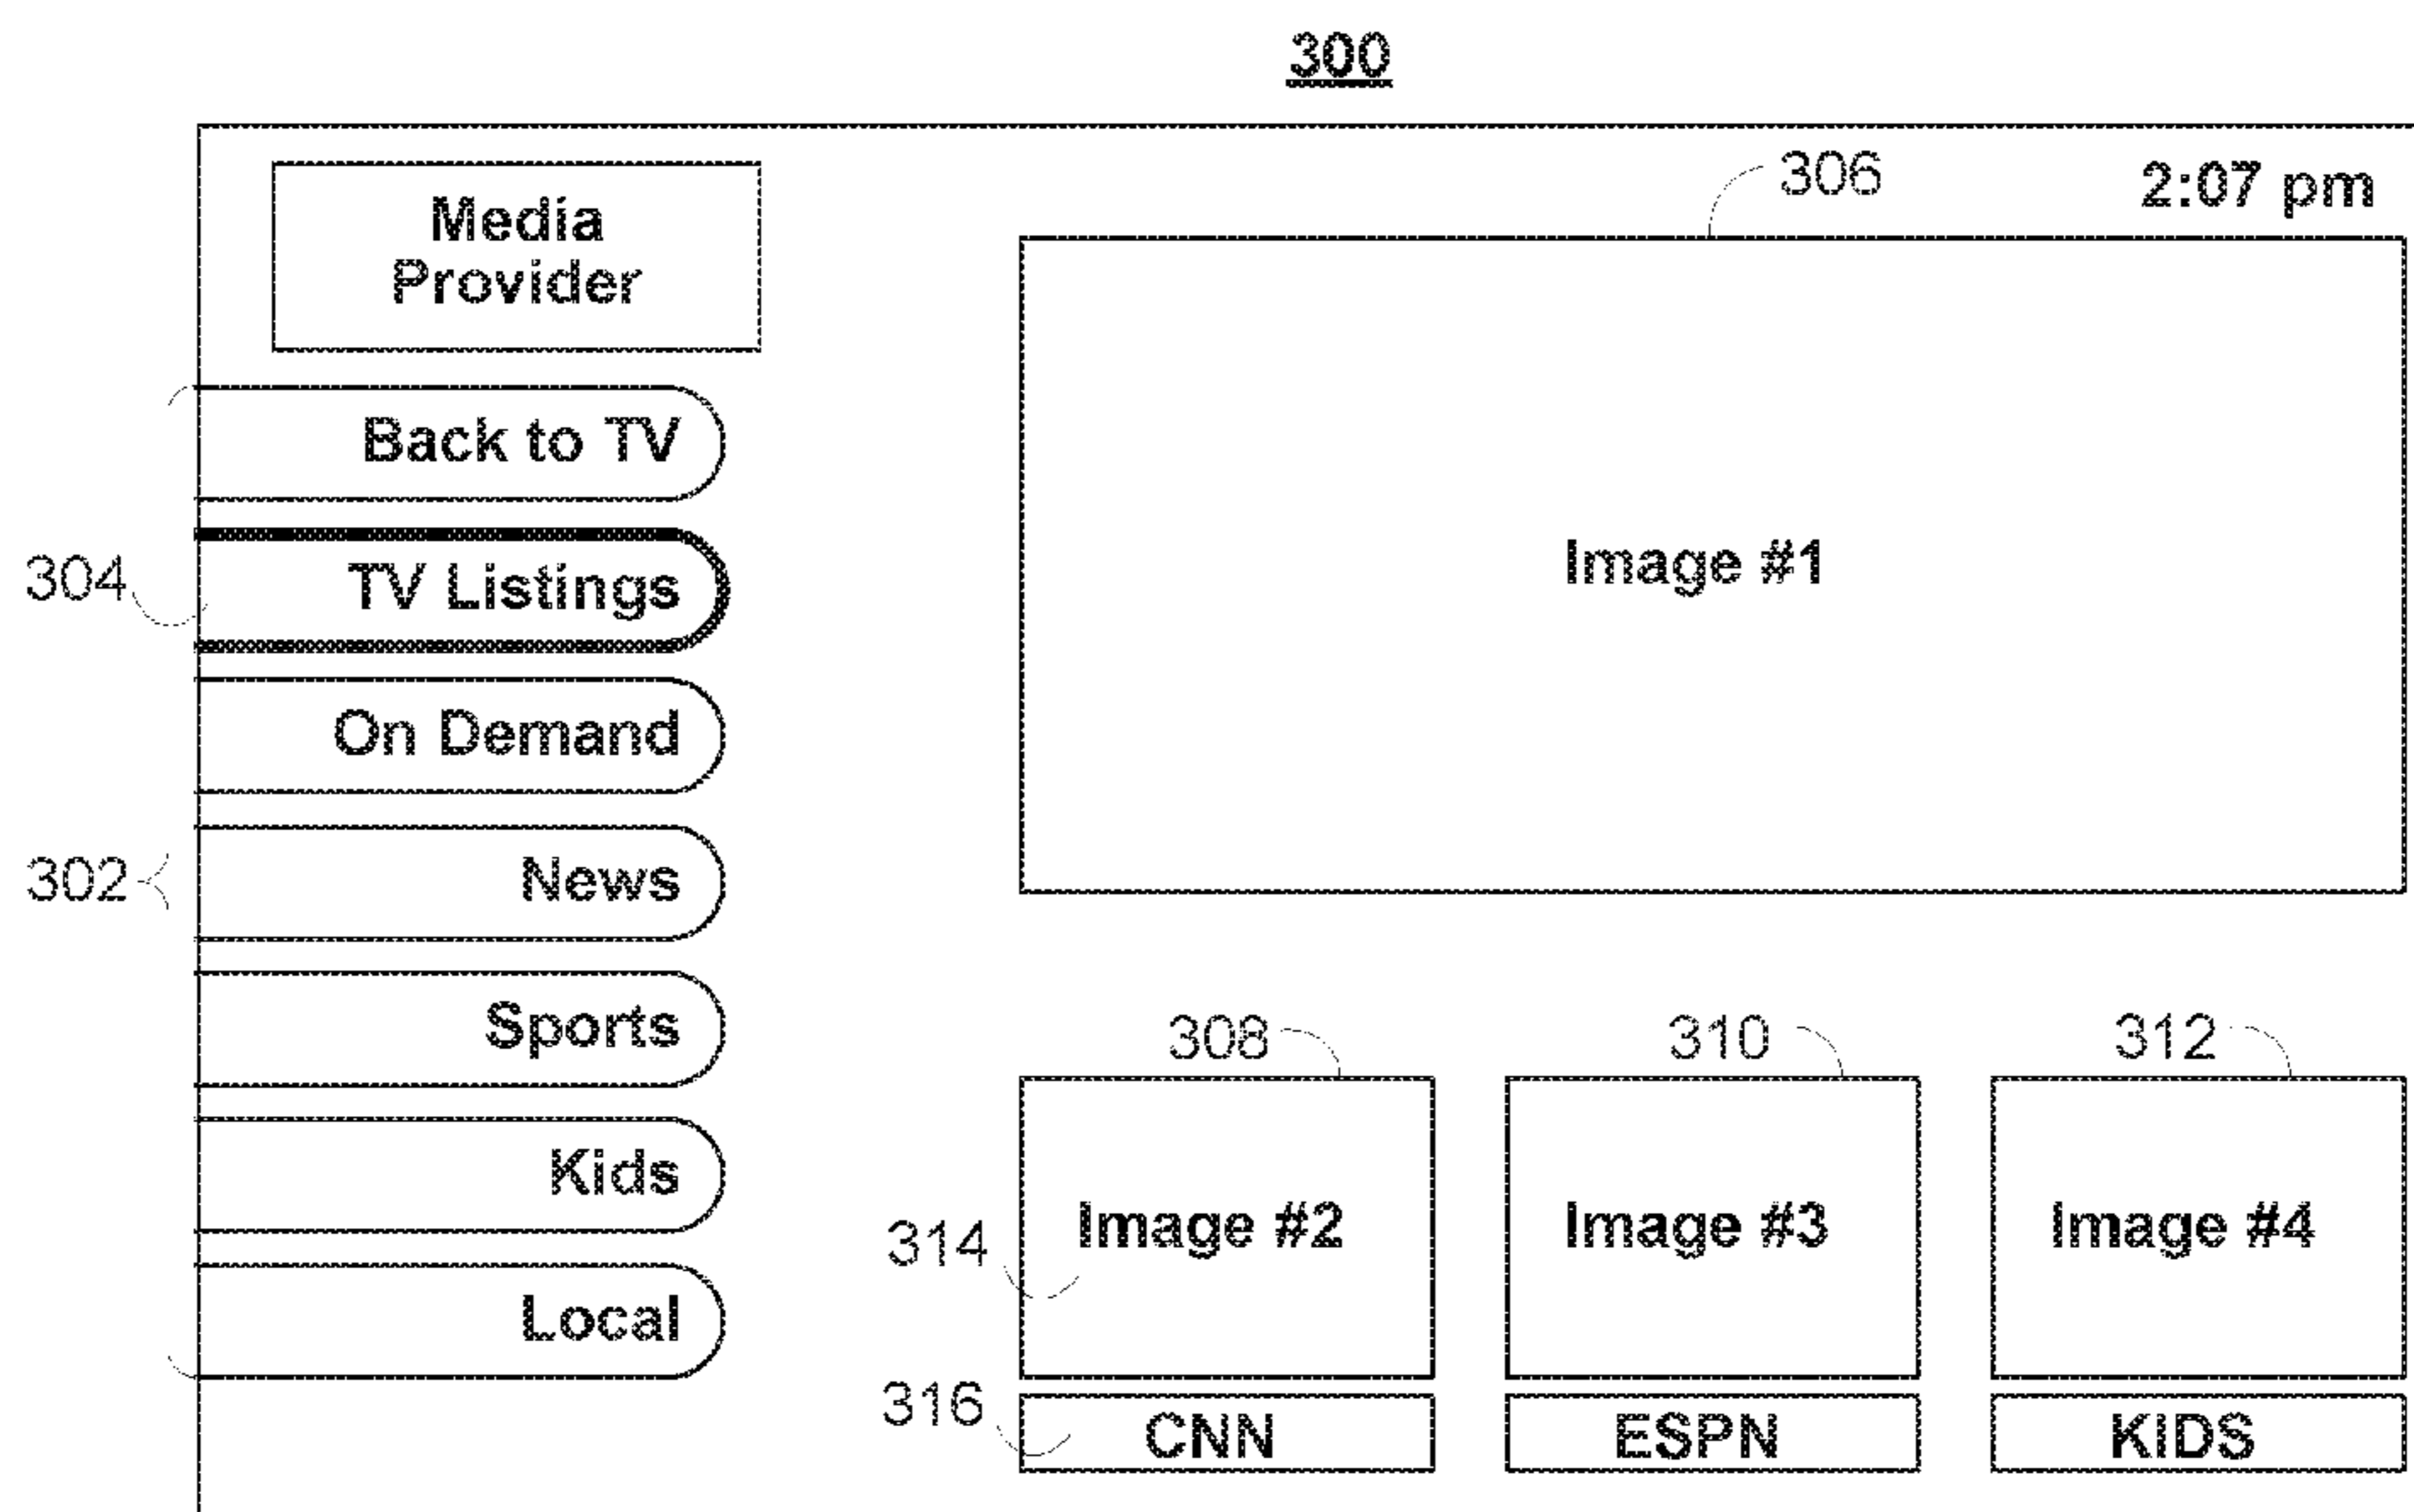 300
306
2:07 pm
Media
Provider
Back to TV
304
TV Listings
On Demand
302
News
Sports
Kids
Local
Image #1
308
310
312
314
Image #2
Image #3
Image #4
316
CNN
ESPN
KIDS